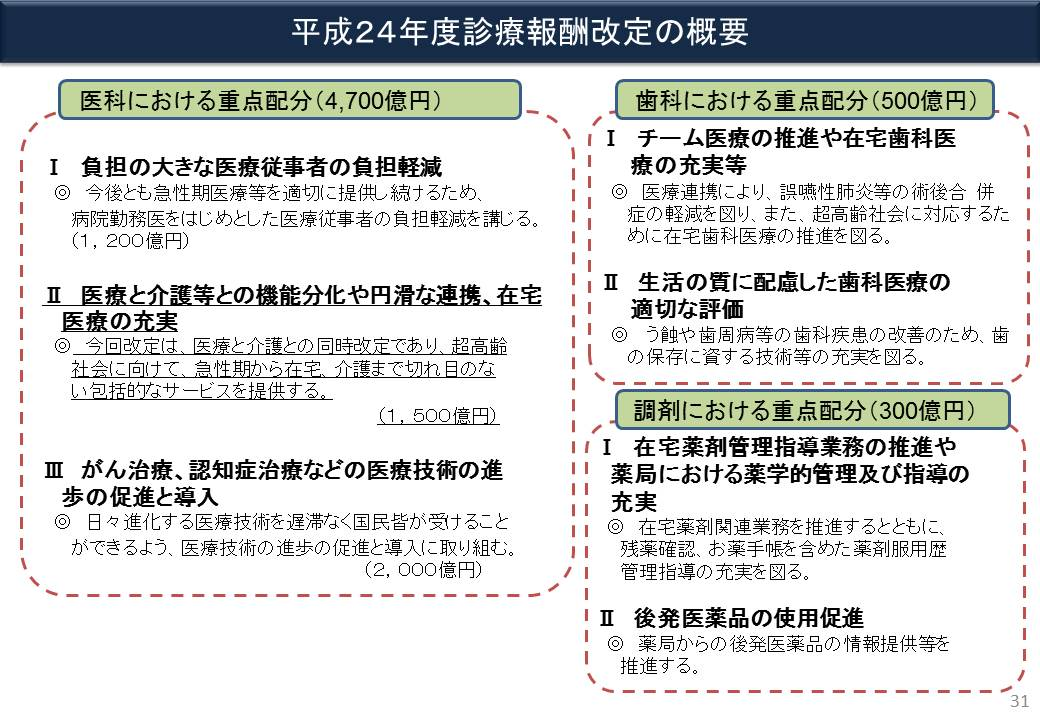 平成２４年度診療報酬改定の概要
医科における重点配分（4,700億円）
Ⅰ　負担の大きな医療従事者の負担軽減
◎　今後とも急性期医療等を適切に提供し続けるため、
病院勤務医をはじめとした医療従事者の負担軽減を講じる。
（１，２００億円）
Ⅱ　医療と介護等との機能分化や円滑な連携、在宅
医療の充実
◎　今回改定は、医療と介護との同時改定であり、超高齢
社会に向けて、急性期から在宅、介護まで切れ目のな
い包括的なサービスを提供する。
（１，５００億円）
Ⅲ　がん治療、認知症治療などの医療技術の進
歩の促進と導入
◎　日々進化する医療技術を遅滞なく国民皆が受けること
ができるよう、医療技術の進歩の促進と導入に取り組む。
（２，０００億円）
歯科における重点配分（500億円）
Ⅰ　チーム医療の推進や在宅歯科医
療の充実等
◎　医療連携により、誤嚥性肺炎等の術後合 併
症の軽減を図り、また、超高齢社会に対応するた
めに在宅歯科医療の推進を図る。
Ⅱ　生活の質に配慮した歯科医療の
適切な評価
◎　う蝕や歯周病等の歯科疾患の改善のため、歯
の保存に資する技術等の充実を図る。
調剤における重点配分（300億円）
Ⅰ　在宅薬剤管理指導業務の推進や
薬局における薬学的管理及び指導の
充実
◎　在宅薬剤関連業務を推進するとともに、
残薬確認、お薬手帳を含めた薬剤服用歴
管理指導の充実を図る。
Ⅱ　後発医薬品の使用促進
◎　薬局からの後発医薬品の情報提供等を
推進する。
31